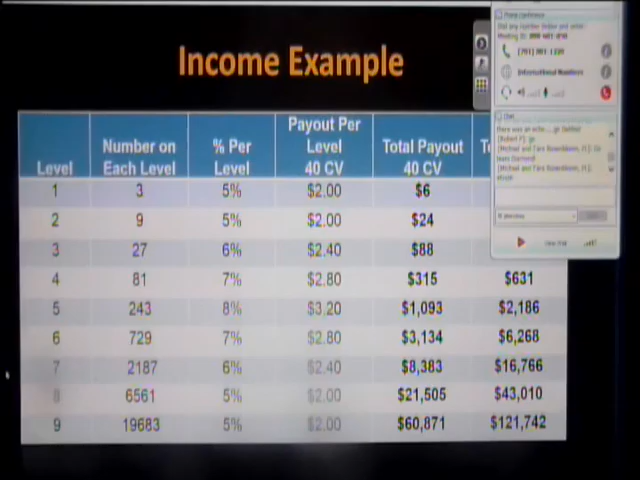 Income Example
Level Number on Each Level % Per Level Payout Per Level 40 CV Total Payout 40 CV
1 3 5% $2.00 $6
2 9 5% $2.00 $24
3 27 6% $2.40 $88
4 81 7% $2.80 $315 $631
5 243 8% $3.20 $1,093 $2,186
6 729 7% $2.80 $3,134 $6,268
7 2187 6% $2.40 $8,383 $16,766
8 6561 5% $2.00 $21,505 $43,010
9 19683 5% $2.00 $60,871 $121,742
International Numbers
Chat